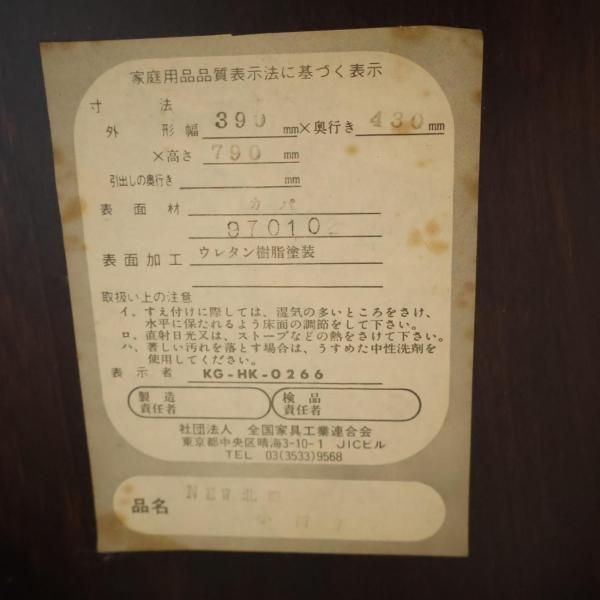 家庭用品品質表示法に基づく表示
寸法
外形幅 390 mm×奥行き 430 mm
×高さ 790 mm
引出しの奥行き mm
表面材 カバ
97010
表面加工 ウレタン樹脂塗装
取扱い上の注意
イ、すえ付けに際しては、湿気の多いところをさけ、
水平に保たれるよう床面の調節をして下さい。
ロ、直射日光又は、ストーブなどの熱をさけて下さい。
ハ、著しい汚れを落とす場合は、うすめた中性洗剤を
使用してください。
表示者 KG-HK-0266
製造
責任者
検品
責任者
社団法人 全国家具工業連合会
東京都中央区晴海3-10-1 JICビル
TEL 03(3533)9568
品名 NEW北